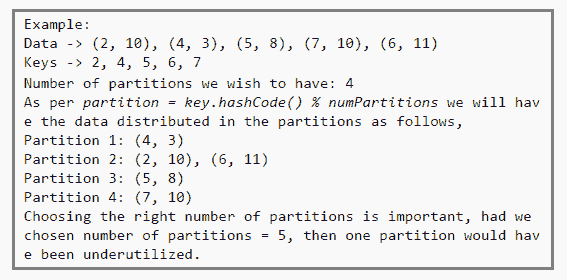 Example:
Data -> (2, 10), (4, 3), (5, 8), (7, 10), (6, 11)
Keys -> 2, 4, 5, 6, 7
Number of partitions we wish to have: 4
As per partition = key.hashCode() % numPartitions we will hav
e the data distributed in the partitions as follows,
Partition 1: (4, 3)
Partition 2: (2, 10), (6, 11)
Partition 3: (5, 8)
Partition 4: (7, 10)
Choosing the right number of partitions is important, had we
chosen number of partitions = 5, then one partition would hav
e been underutilized.